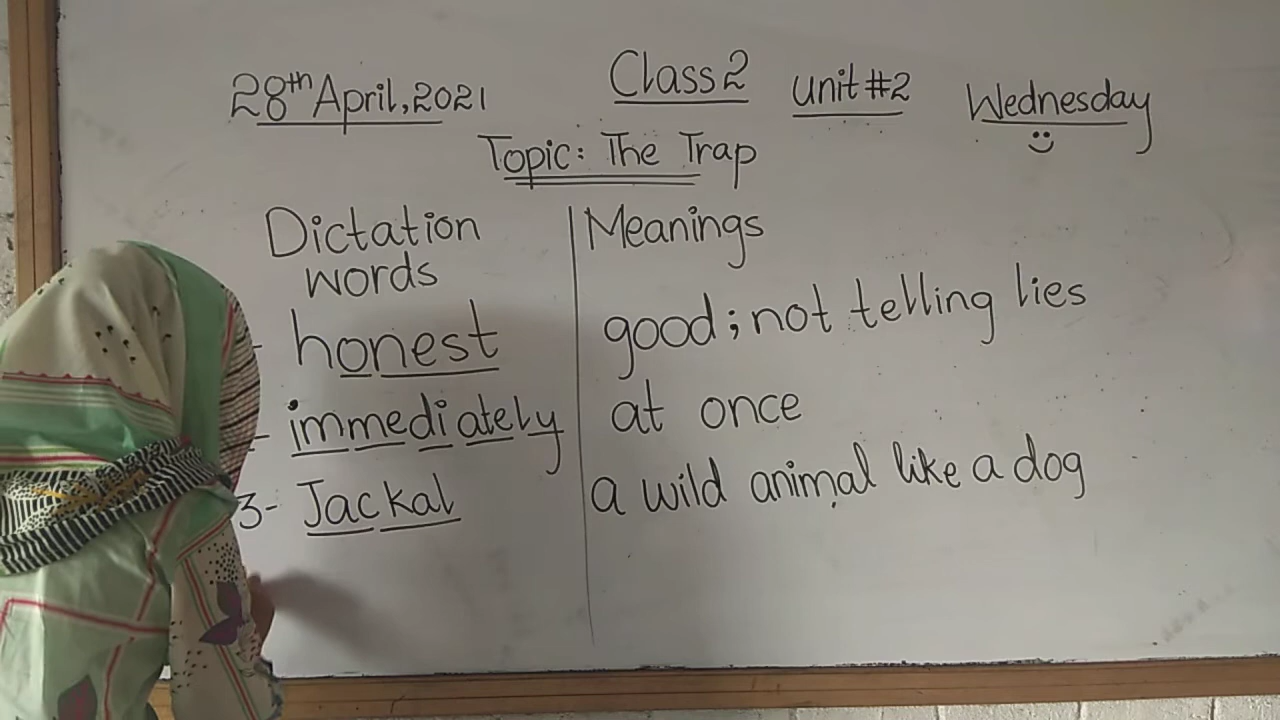 28th April, 2021 Class 2 Unit #2 Wednesday
Topic: The Trap
Dictation words | Meanings
- honest good; not telling lies
- immediately at once
3- Jackal a wild animal like a dog